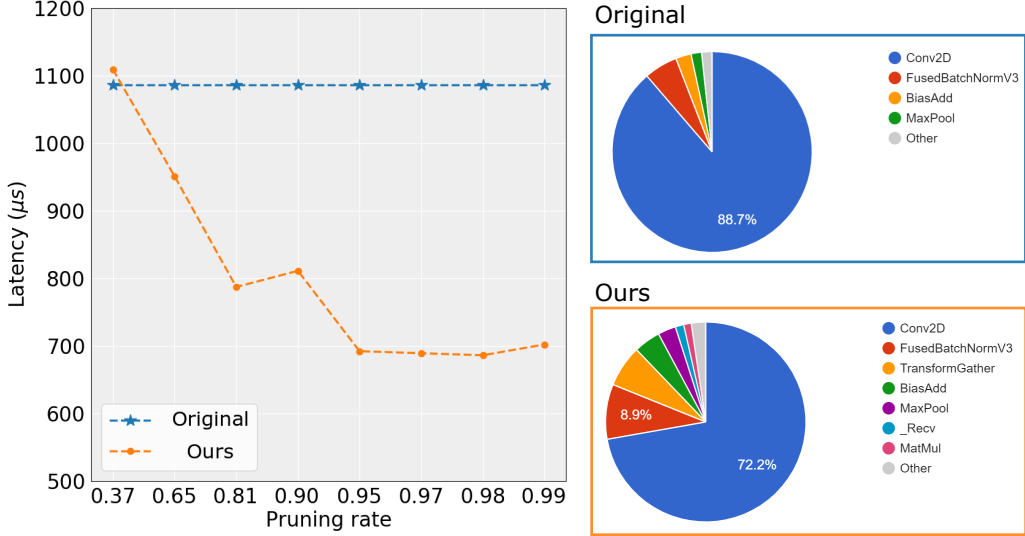 1200
1100
1000
900
800
700
600
500
Latency (μs)
Original
Ours
0.37 0.65 0.81 0.90 0.95 0.97 0.98 0.99
Pruning rate
Original
Conv2D
FusedBatchNormV3
BiasAdd
MaxPool
Other
88.7%
Ours
Conv2D
FusedBatchNormV3
TransformGather
BiasAdd
MaxPool
_Recv
MatMul
Other
8.9%
72.2%